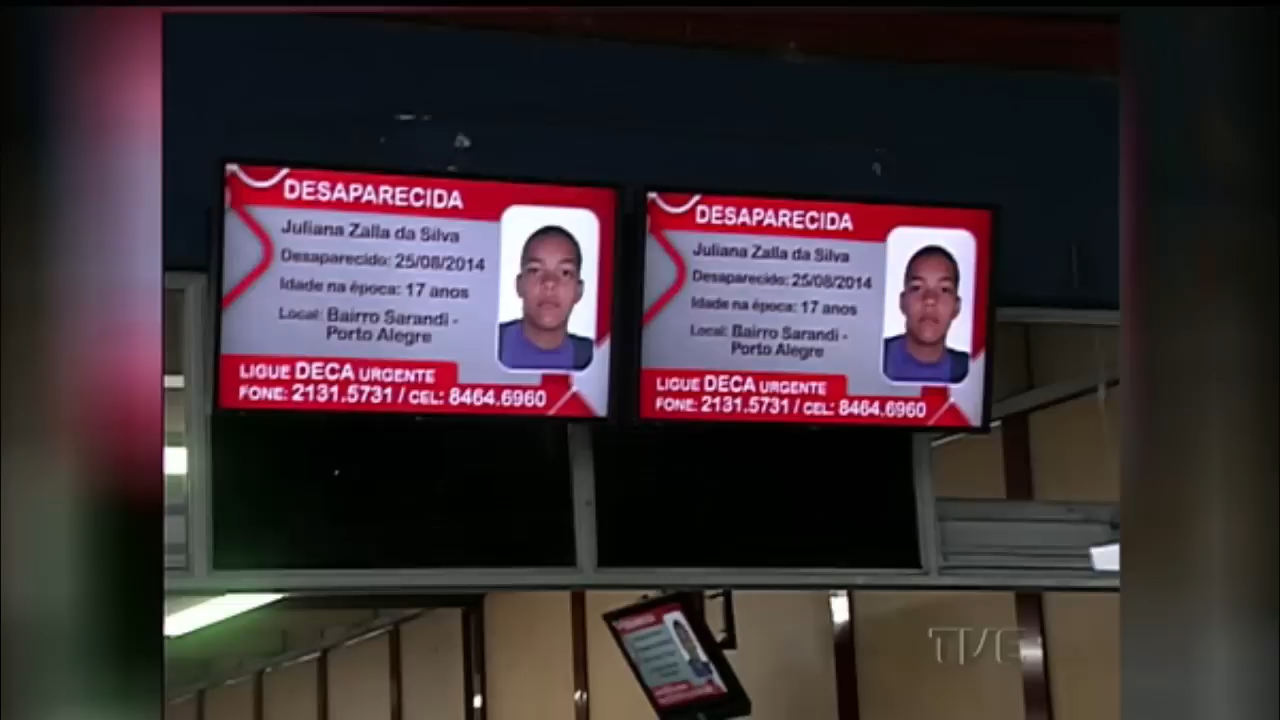 DESAPARECIDA
Juliana Zalla da Silva
Desaparecido: 25/08/2014
Idade na época: 17 anos
Local: Bairro Sarandi -
Porto Alegre
LIGUE DECA URGENTE
FONE: 2131.5731 / CEL: 8464.6960
DESAPARECIDA
Juliana Zalla da Silva
Desaparecido: 25/08/2014
Idade na época: 17 anos
Local: Bairro Sarandi -
Porto Alegre
LIGUE DECA URGENTE
FONE: 2131.5731 / CEL: 8464.6960
TVE